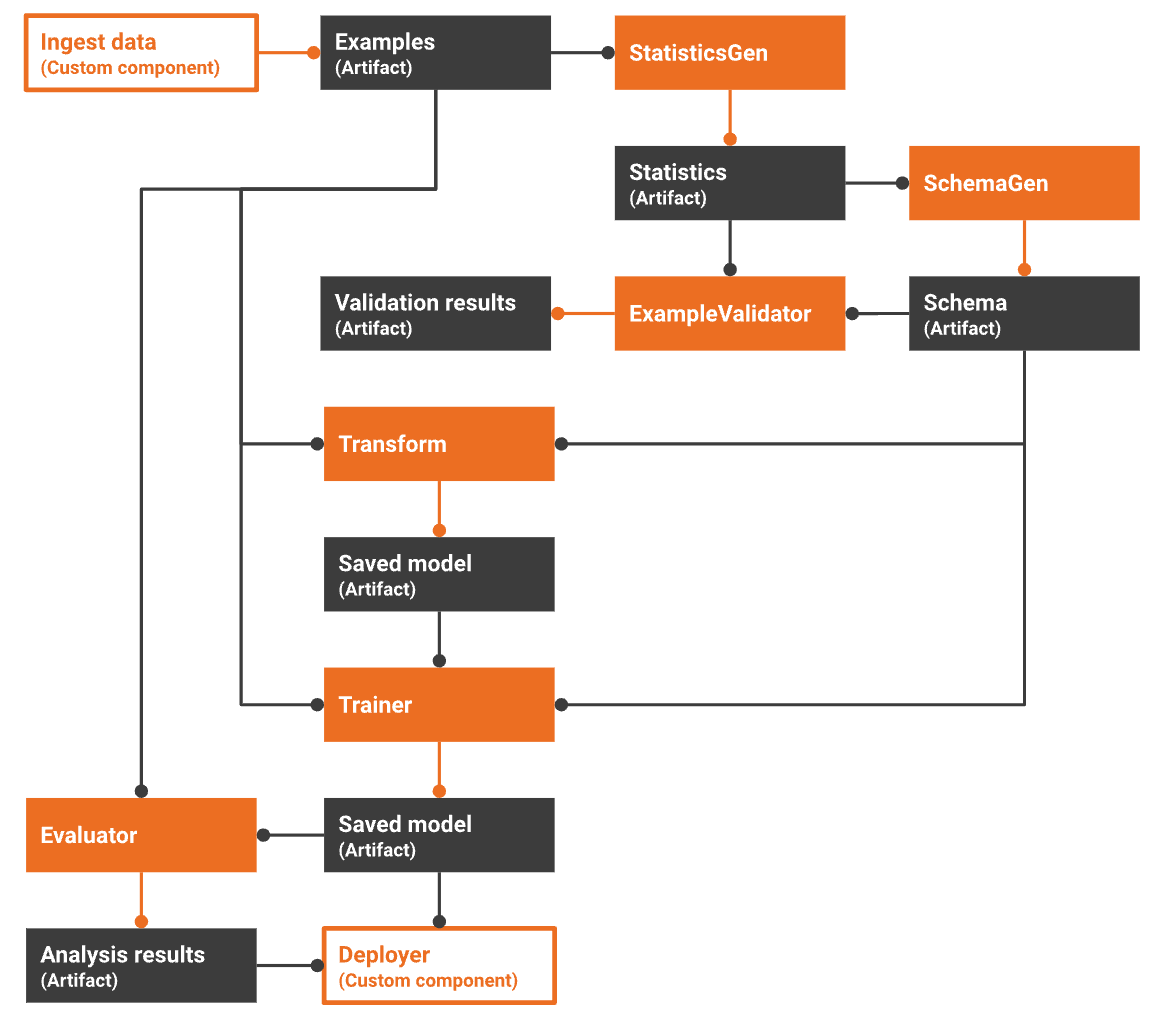 Ingest data
(Custom component)
Examples
(Artifact)
StatisticsGen
Statistics
(Artifact)
SchemaGen
Validation results
(Artifact)
ExampleValidator
Schema
(Artifact)
Transform
Saved model
(Artifact)
Trainer
Evaluator
Saved model
(Artifact)
Analysis results
(Artifact)
Deployer
(Custom component)